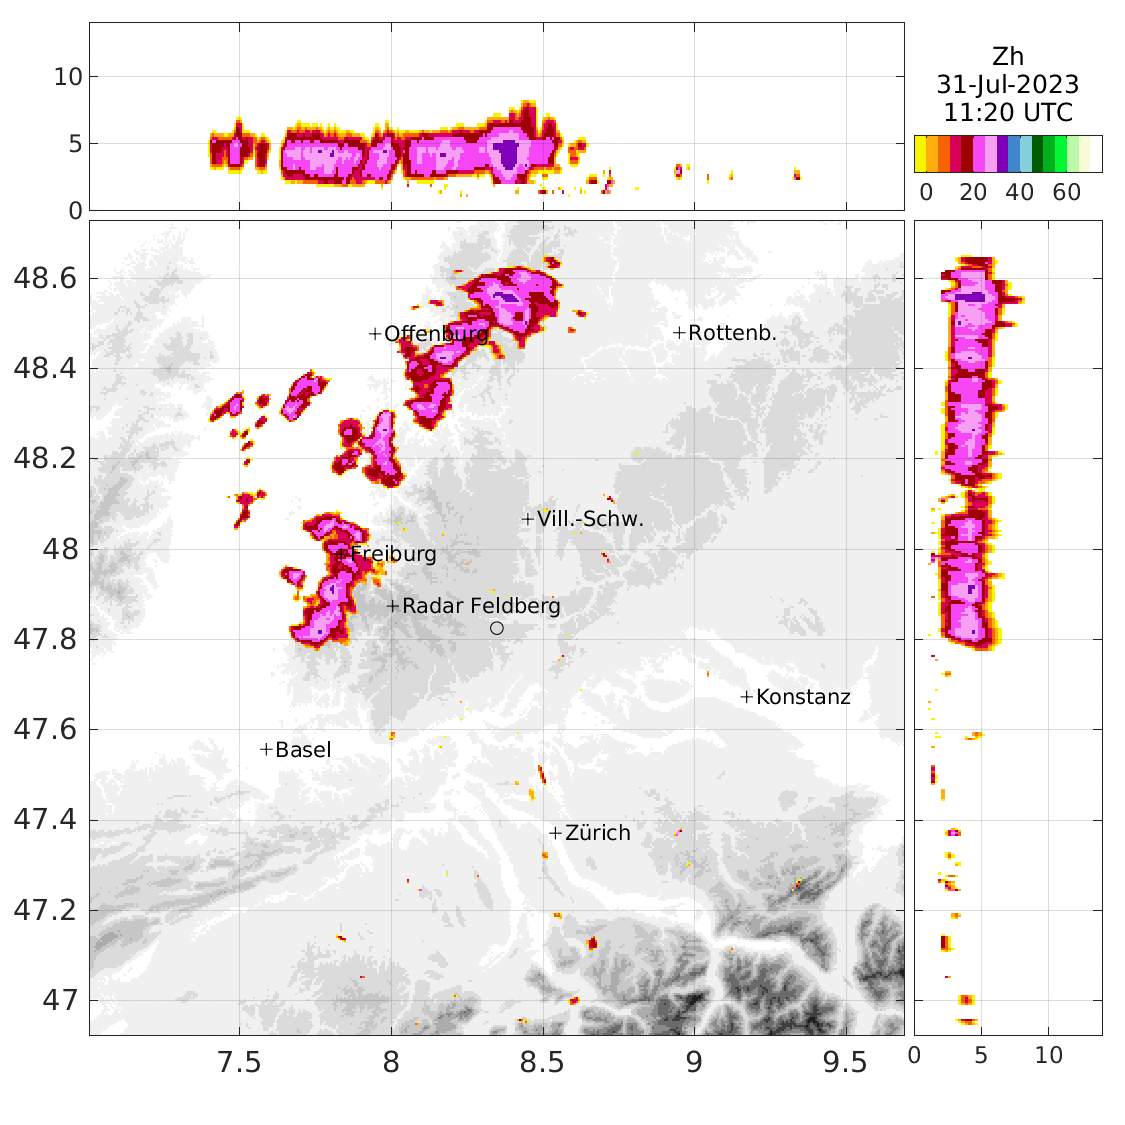 Zh
31-Jul-2023
11:20 UTC
0 20 40 60
10
5
0
48.6
48.4
48.2
48
47.8
47.6
47.4
47.2
47
Offenburg
Rottenb.
Vill.-Schw.
Freiburg
Radar Feldberg
Konstanz
Basel
Zürich
7.5 8 8.5 9 9.5
0 5 10